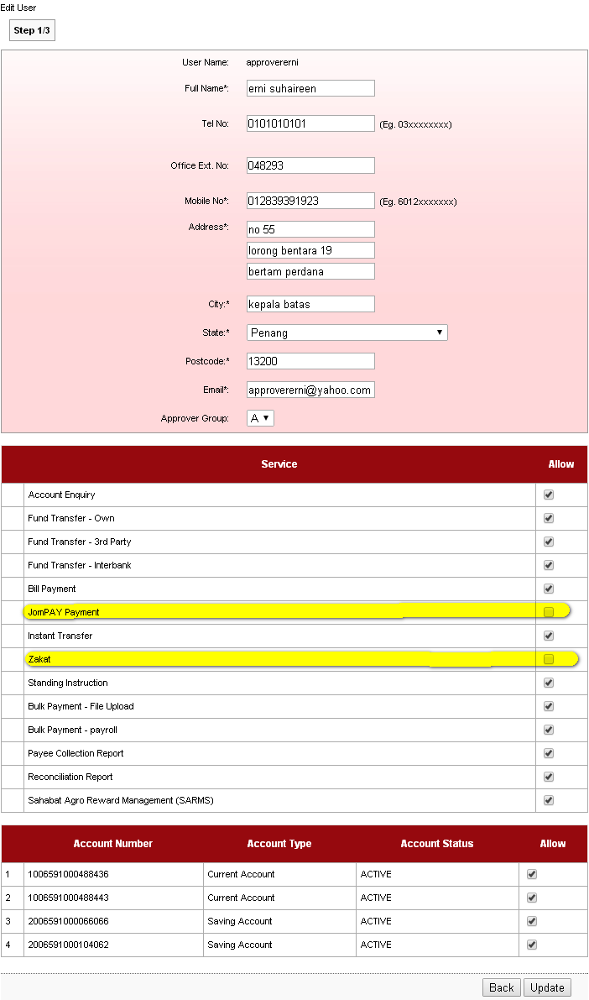 Edit User
Step 1/3
User Name: approvererni
Full Name*: erni suhaireen
Tel No: 0101010101 (Eg. 03xxxxxxxx)
Office Ext. No: 048293
Mobile No*: 012839391923 (Eg. 6012xxxxxxx)
Address*: no 55
lorong bentara 19
bertam perdana
City:* kepala batas
State:* Penang
Postcode:* 13200
Email*: approvererni@yahoo.com
Approver Group: A
Service Allow
Account Enquiry
Fund Transfer - Own
Fund Transfer - 3rd Party
Fund Transfer - Interbank
Bill Payment
JomPAY Payment
Instant Transfer
Zakat
Standing Instruction
Bulk Payment - File Upload
Bulk Payment - payroll
Payee Collection Report
Reconciliation Report
Sahabat Agro Reward Management (SARMS)
Account Number Account Type Account Status Allow
1 1006591000488436 Current Account ACTIVE
2 1006591000488443 Current Account ACTIVE
3 2006591000066066 Saving Account ACTIVE
4 2006591000104062 Saving Account ACTIVE
Back Update